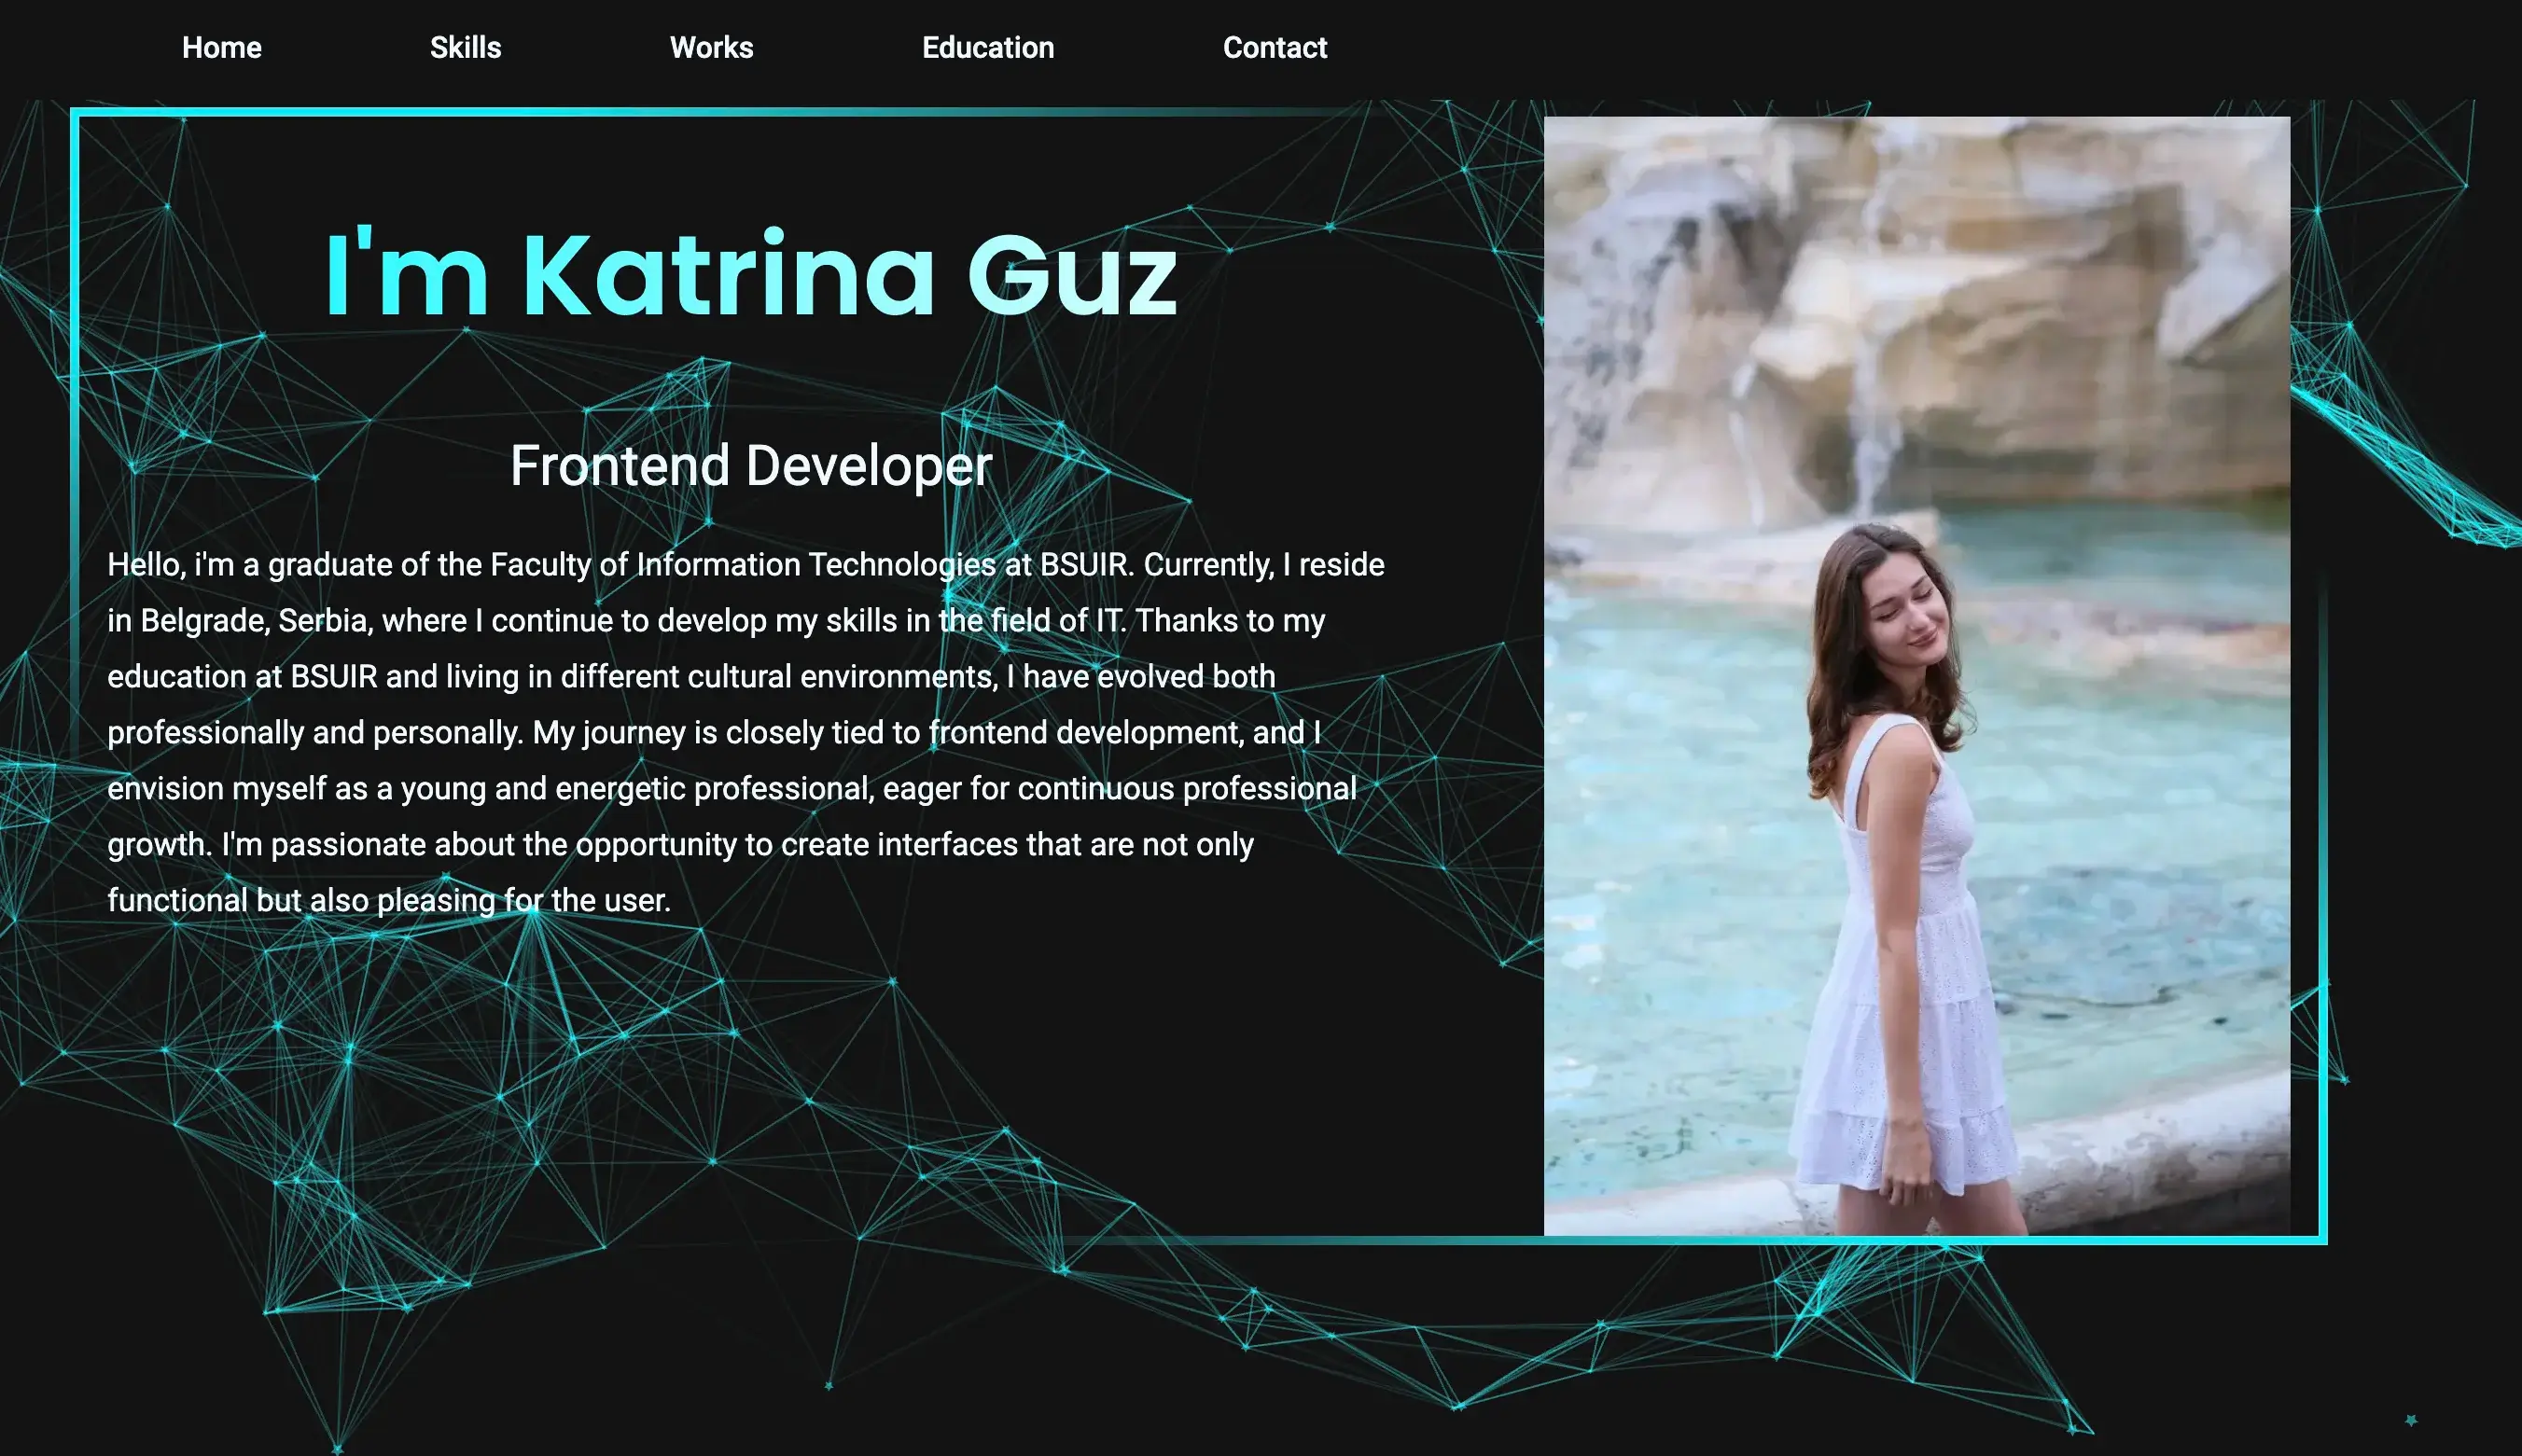 Home Skills Works Education Contact
I'm Katrina Guz
Frontend Developer
Hello, i'm a graduate of the Faculty of Information Technologies at BSUIR. Currently, I reside
in Belgrade, Serbia, where I continue to develop my skills in the field of IT. Thanks to my
education at BSUIR and living in different cultural environments, I have evolved both
professionally and personally. My journey is closely tied to frontend development, and I
envision myself as a young and energetic professional, eager for continuous professional
growth. I'm passionate about the opportunity to create interfaces that are not only
functional but also pleasing for the user.